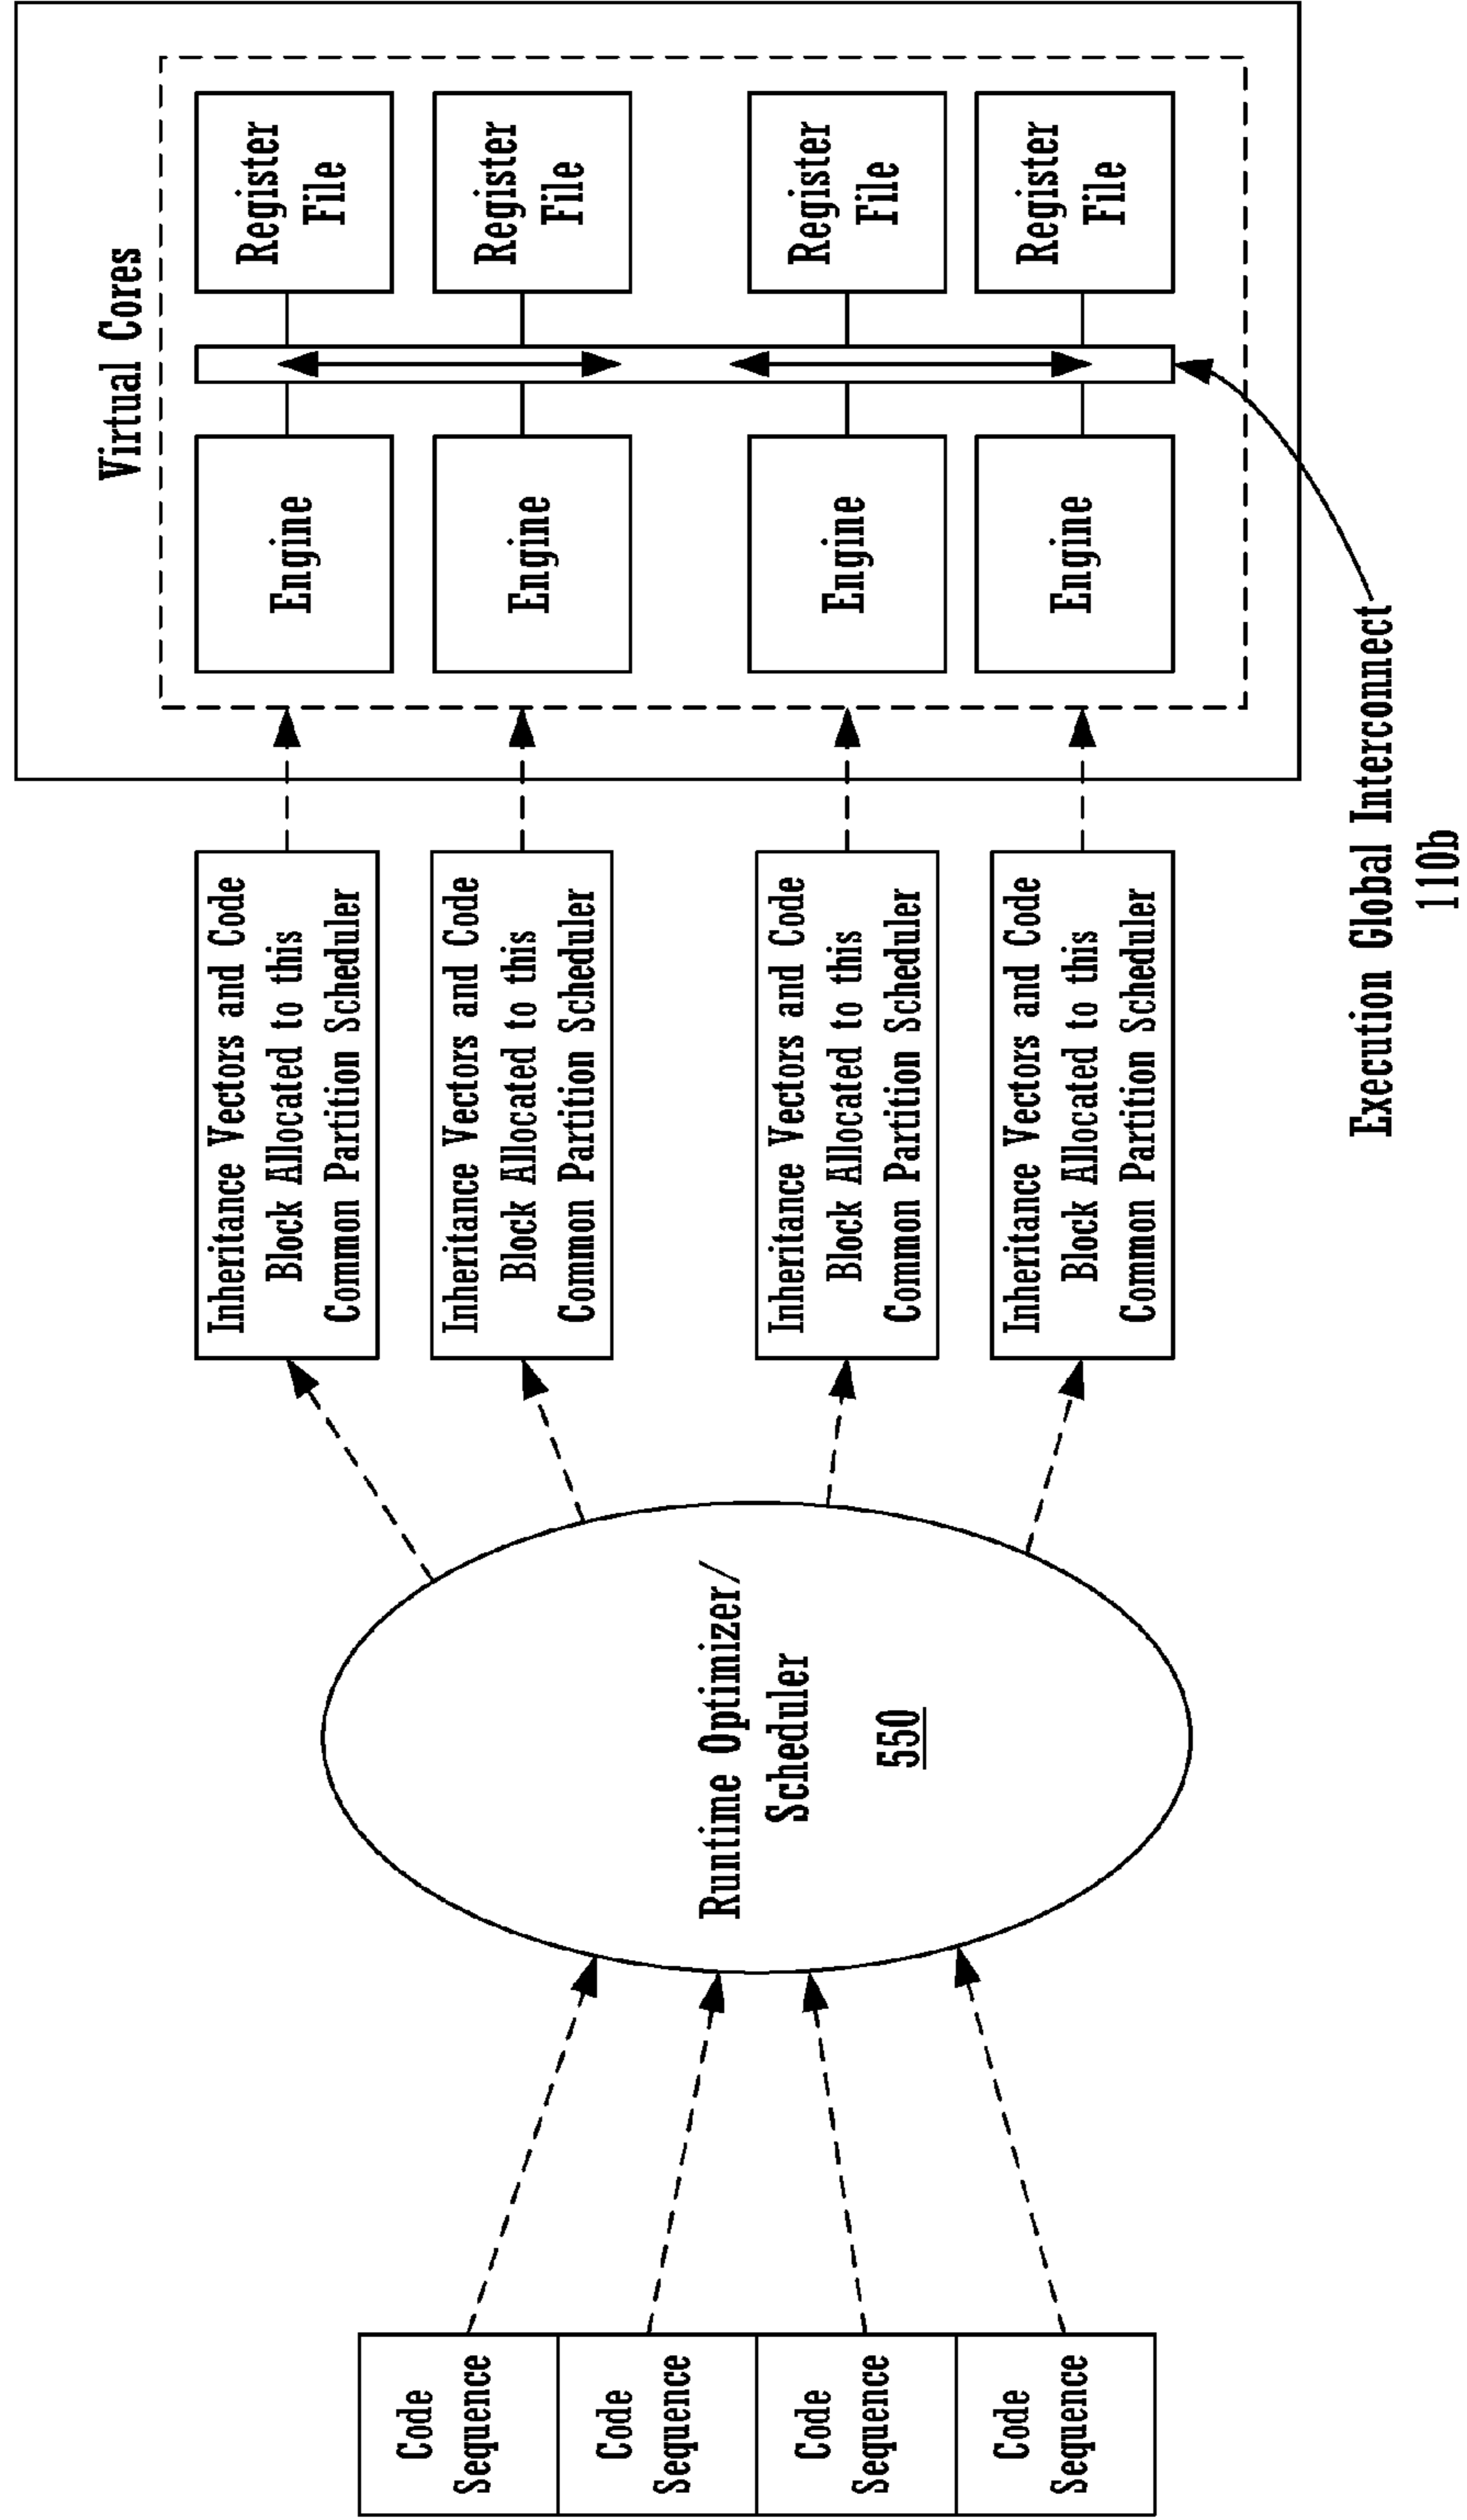 Code
Sequence
Code
Sequence
Code
Sequence
Code
Sequence
Runtime Optimizer/
Scheduler
550
Inheritance Vectors and Code
Block Allocated to this
Common Partition Scheduler
Inheritance Vectors and Code
Block Allocated to this
Common Partition Scheduler
Inheritance Vectors and Code
Block Allocated to this
Common Partition Scheduler
Inheritance Vectors and Code
Block Allocated to this
Common Partition Scheduler
Virtual Cores
Engine
Register
File
Engine
Register
File
Engine
Register
File
Engine
Register
File
Execution Global Interconnect
110b